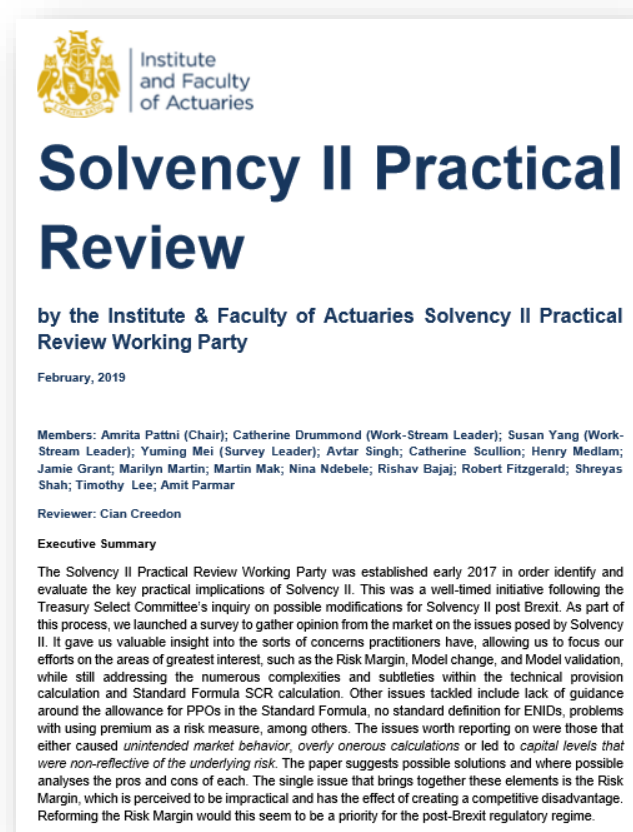 Institute
and Faculty
of Actuaries
Solvency II Practical
Review
by the Institute & Faculty of Actuaries Solvency II Practical
Review Working Party
February, 2019
Members: Amrita Pattni (Chair); Catherine Drummond (Work-Stream Leader); Susan Yang (Work-
Stream Leader); Yuming Mei (Survey Leader); Avtar Singh; Catherine Scullion; Henry Medlam;
Jamie Grant; Marilyn Martin; Martin Mak; Nina Ndebele; Rishav Bajaj; Robert Fitzgerald; Shreyas
Shah; Timothy Lee; Amit Parmar
Reviewer: Cian Creedon
Executive Summary
The Solvency II Practical Review Working Party was established early 2017 in order identify and
evaluate the key practical implications of Solvency II. This was a well-timed initiative following the
Treasury Select Committee's inquiry on possible modifications for Solvency II post Brexit. As part of
this process, we launched a survey to gather opinion from the market on the issues posed by Solvency
II. It gave us valuable insight into the sorts of concerns practitioners have, allowing us to focus our
efforts on the areas of greatest interest, such as the Risk Margin, Model change, and Model validation,
while still addressing the numerous complexities and subtleties within the technical provision
calculation and Standard Formula SCR calculation. Other issues tackled include lack of guidance
around the allowance for PPOs in the Standard Formula, no standard definition for ENIDs, problems
with using premium as a risk measure, among others. The issues worth reporting on were those that
either caused unintended market behavior, overly onerous calculations or led to capital levels that
were non-reflective of the underlying risk. The paper suggests possible solutions and where possible
analyses the pros and cons of each. The single issue that brings together these elements is the Risk
Margin, which is perceived to be impractical and has the effect of creating a competitive disadvantage.
Reforming the Risk Margin would this seem to be a priority for the post-Brexit regulatory regime.